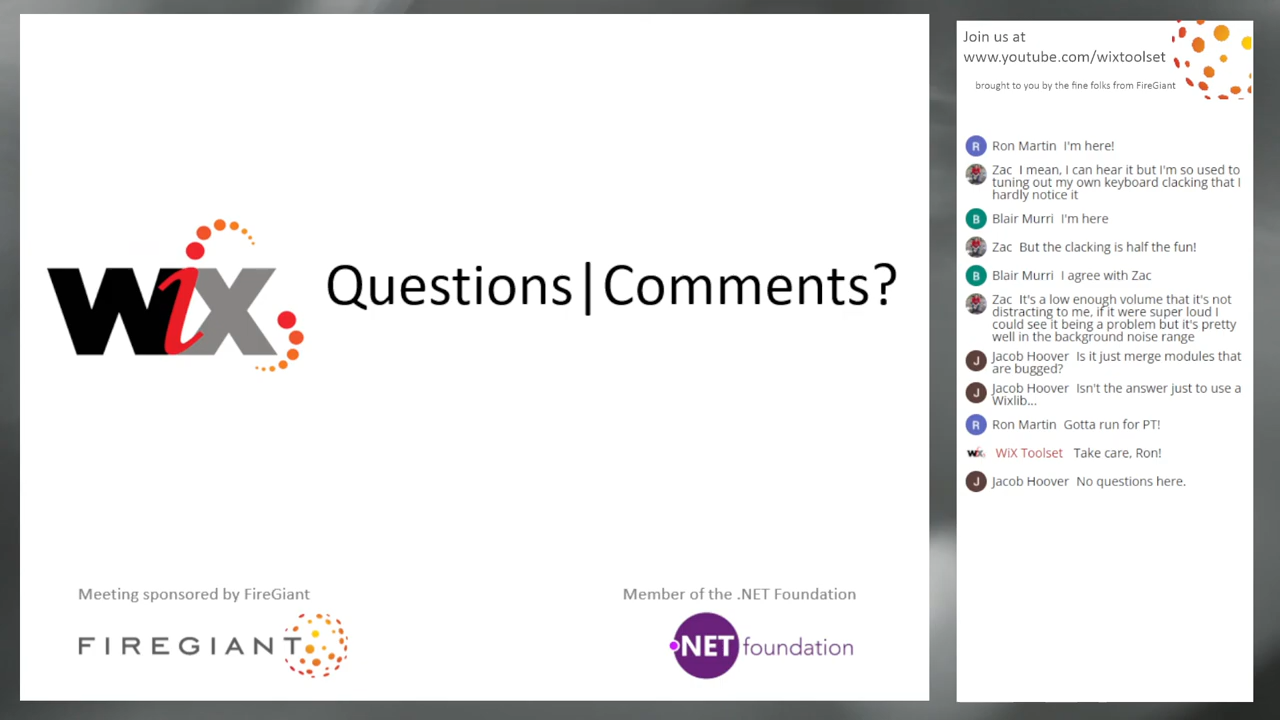 WiX
Questions|Comments?
Meeting sponsored by FireGiant
FIREGIANT
Member of the .NET Foundation
.NET foundation
Join us at
www.youtube.com/wixtoolset
brought to you by the fine folks from FireGiant
R Ron Martin I'm here!
Zac I mean, I can hear it but I'm so used to
tuning out my own keyboard clacking that I
hardly notice it
B Blair Murri I'm here
Zac But the clacking is half the fun!
B Blair Murri I agree with Zac
Zac It's a low enough volume that it's not
distracting to me, if it were super loud I
could see it being a problem but it's pretty
well in the background noise range
J Jacob Hoover Is it just merge modules that
are bugged?
J Jacob Hoover Isn't the answer just to use a
Wixlib...
R Ron Martin Gotta run for PT!
WiX WiX Toolset Take care, Ron!
J Jacob Hoover No questions here.